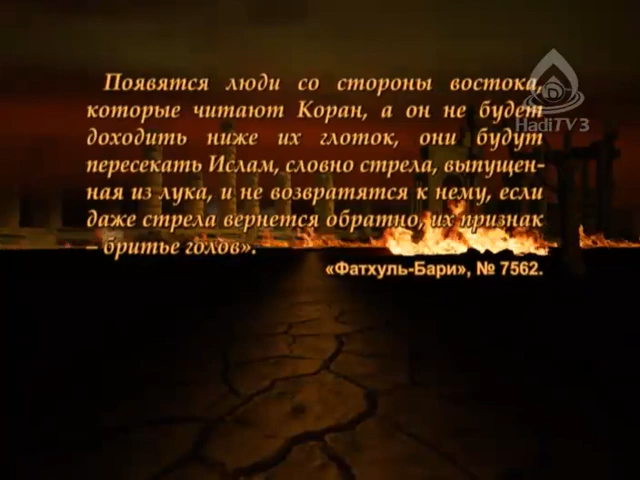 Появятся люди со стороны востока,
которые читают Коран, а он не будет
доходить ниже их глоток, они будут
пересекать Ислам, словно стрела, выпущен-
ная из лука, и не возвратятся к нему, если
даже стрела вернется обратно, их признак
– бритье голов».
«Фатхуль-Бари», № 7562.
HadiTV3